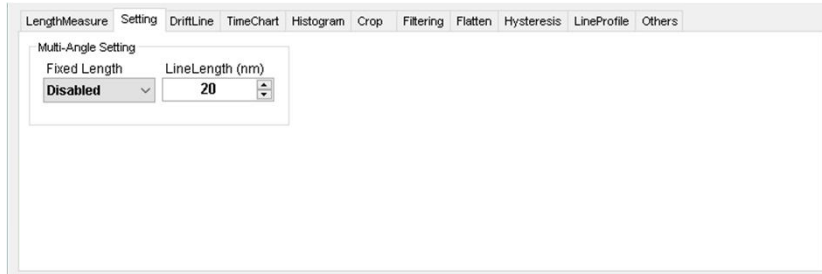 LengthMeasure Setting DriftLine TimeChart Histogram Crop Filtering Flatten Hysteresis LineProfile Others
Multi-Angle Setting
Fixed Length LineLength (nm)
Disabled 20